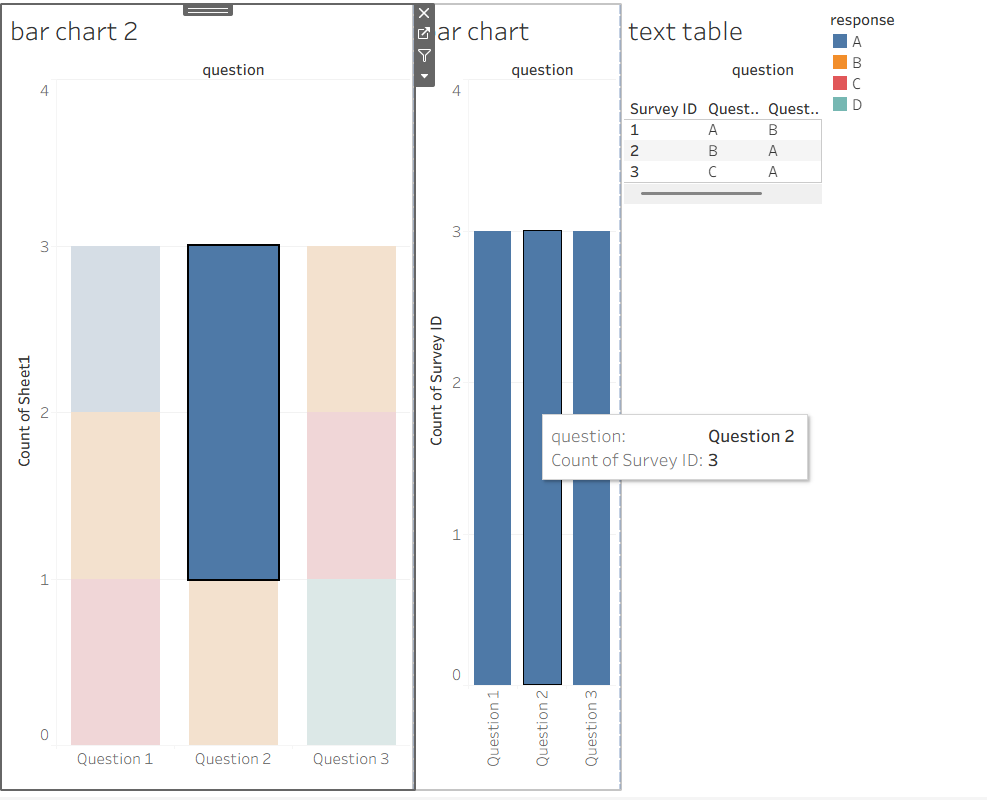 bar chart 2
question
4
3
2
1
0
Count of Sheet1
Question 1
Question 2
Question 3
ar chart
question
4
3
2
1
0
Count of Survey ID
Question 1
Question 2
Question 3
question: Question 2
Count of Survey ID: 3
text table
question
Survey ID Quest.. Quest..
1 A B
2 B A
3 C A
response
A
B
C
D